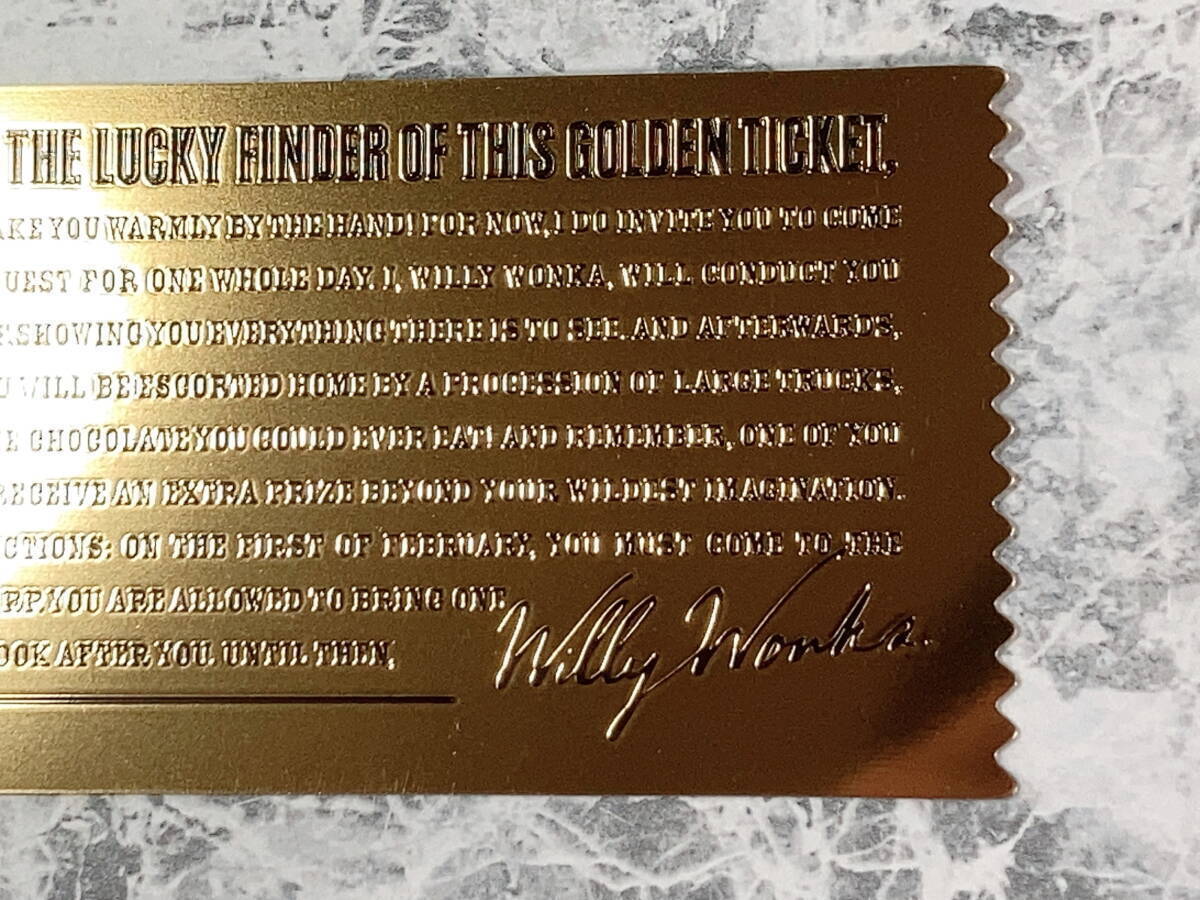 THE LUCKY FINDER OF THIS GOLDEN TICKET,
AKE YOU WARMLY BY THE HAND! FOR NOW, I DO INVITE YOU TO COME
UEST FOR ONE WHOLE DAY. I, WILLY WONKA, WILL CONDUCT YOU
SHOWING YOU EVERYTHING THERE IS TO SEE. AND AFTERWARDS,
U WILL BE ESCORTED HOME BY A PROCESSION OF LARGE TRUCKS,
E CHOCOLATE YOU COULD EVER EAT! AND REMEMBER, ONE OF YOU
RECEIVE AN EXTRA PRIZE BEYOND YOUR WILDEST IMAGINATION.
CTIONS: ON THE FIRST OF FEBRUARY, YOU MUST COME TO THE
RP. YOU ARE ALLOWED TO BRING ONE
OOK AFTER YOU. UNTIL THEN,
Willy Wonka.